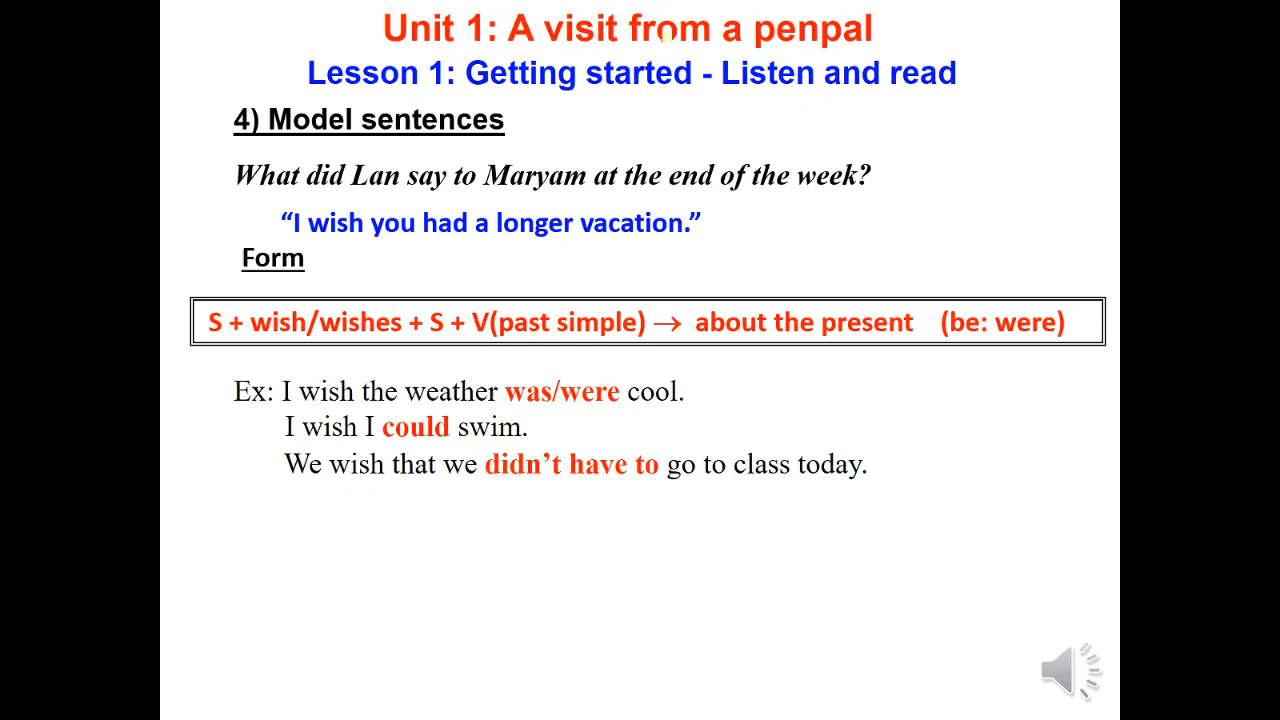 Unit 1: A visit from a penpal
Lesson 1: Getting started - Listen and read
4) Model sentences
What did Lan say to Maryam at the end of the week?
“I wish you had a longer vacation.”
Form
S + wish/wishes + S + V(past simple) → about the present (be: were)
Ex: I wish the weather was/were cool.
I wish I could swim.
We wish that we didn’t have to go to class today.